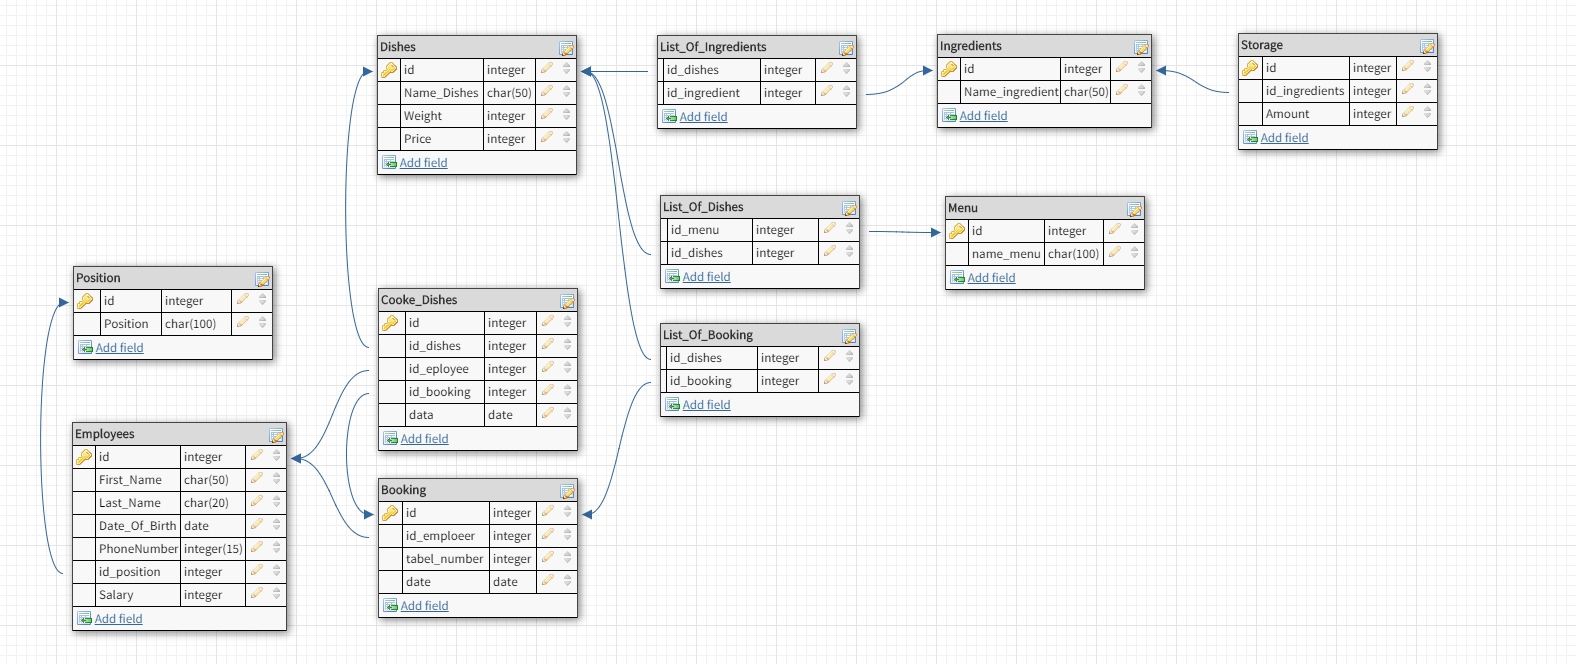 Dishes
id integer
Name_Dishes char(50)
Weight integer
Price integer
Add field
List_Of_Ingredients
id_dishes integer
id_ingredient integer
Add field
Ingredients
id integer
Name_ingredient char(50)
Add field
Storage
id integer
id_ingredients integer
Amount integer
Add field
List_Of_Dishes
id_menu integer
id_dishes integer
Add field
Menu
id integer
name_menu char(100)
Add field
Position
id integer
Position char(100)
Add field
Cooke_Dishes
id integer
id_dishes integer
id_eployee integer
id_booking integer
data date
Add field
List_Of_Booking
id_dishes integer
id_booking integer
Add field
Employees
id integer
First_Name char(50)
Last_Name char(20)
Date_Of_Birth date
PhoneNumber integer(15)
id_position integer
Salary integer
Add field
Booking
id integer
id_emploeer integer
tabel_number integer
date date
Add field